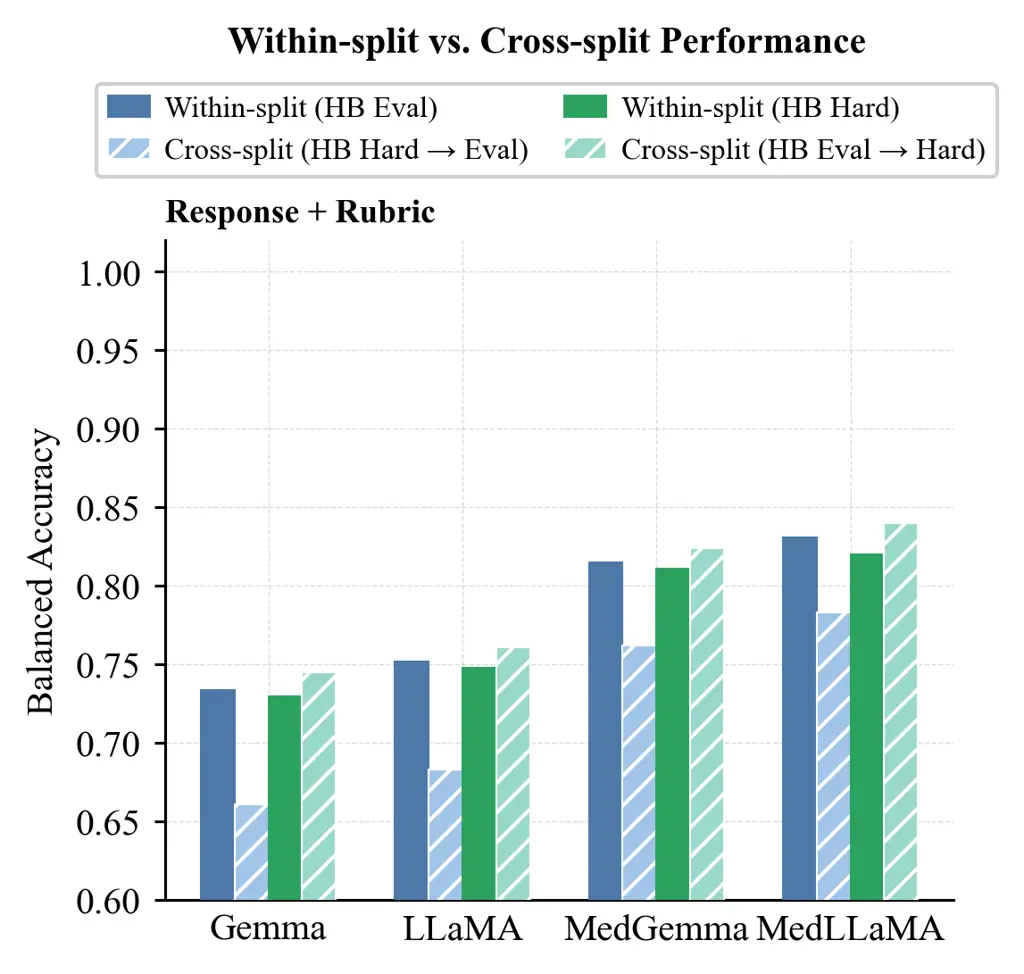 Within-split vs. Cross-split Performance
Within-split (HB Eval)
Within-split (HB Hard)
Cross-split (HB Hard → Eval)
Cross-split (HB Eval → Hard)
Response + Rubric
Balanced Accuracy
1.00
0.95
0.90
0.85
0.80
0.75
0.70
0.65
0.60
Gemma
LLaMA
MedGemma
MedLLaMA